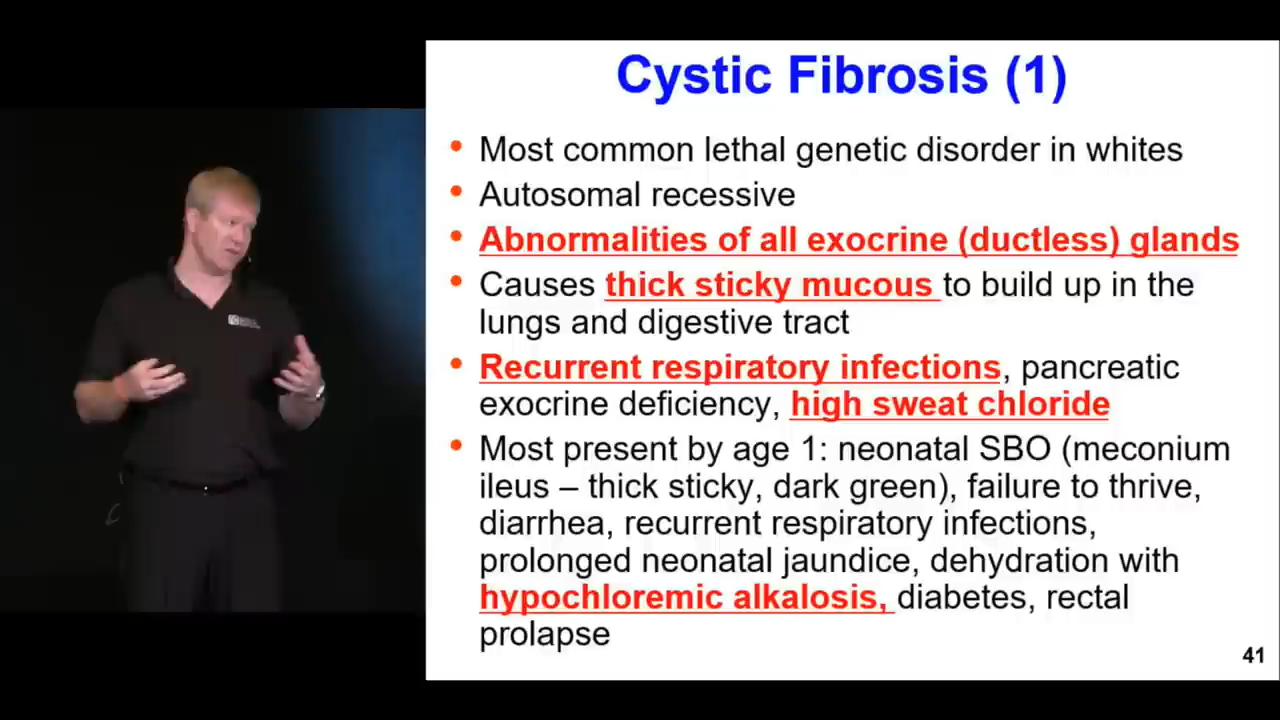 Cystic Fibrosis (1)
• Most common lethal genetic disorder in whites
• Autosomal recessive
• Abnormalities of all exocrine (ductless) glands
• Causes thick sticky mucous to build up in the
lungs and digestive tract
• Recurrent respiratory infections, pancreatic
exocrine deficiency, high sweat chloride
• Most present by age 1: neonatal SBO (meconium
ileus – thick sticky, dark green), failure to thrive,
diarrhea, recurrent respiratory infections,
prolonged neonatal jaundice, dehydration with
hypochloremic alkalosis, diabetes, rectal
prolapse
41